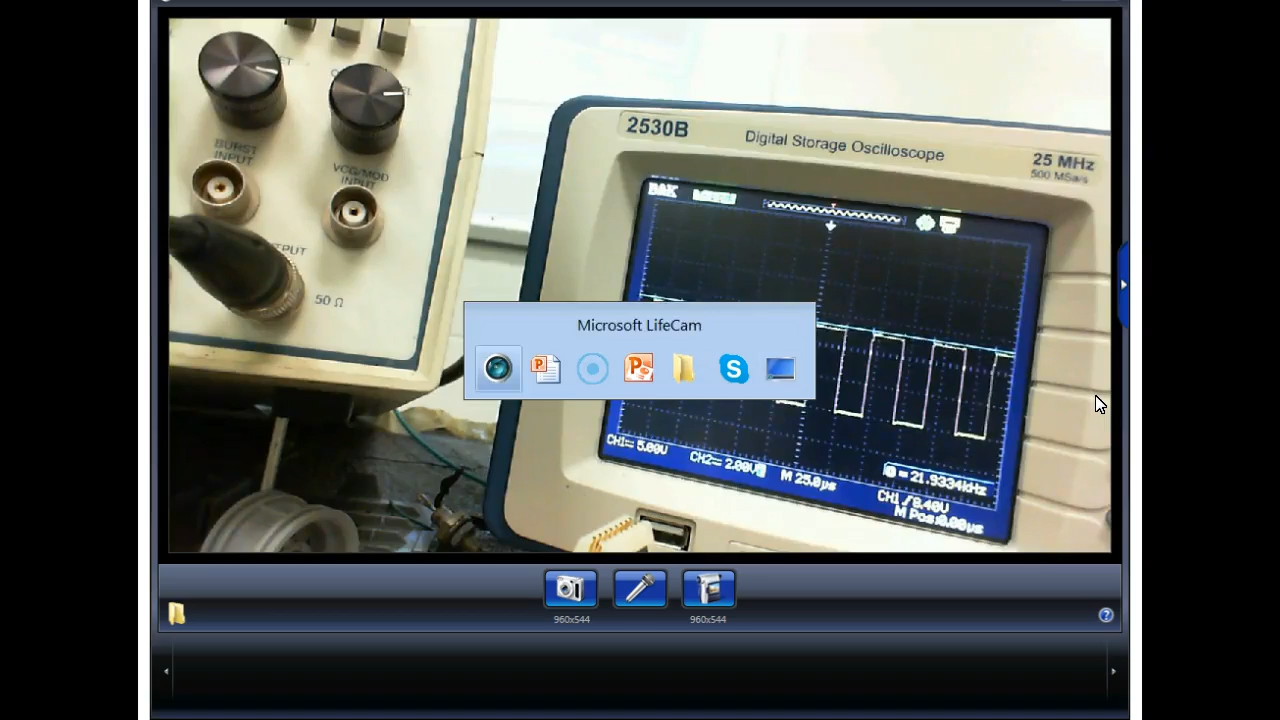 2530B
Digital Storage Oscilloscope
25 MHz
500 MSa/s
BURST
INPUT
VCG/MOD
INPUT
50 Ω
B&K
Microsoft LifeCam
CH1= 5.00V
CH2= 2.00V
M 25.0µs
= 21.9334kHz
CH1 / 8.40V
M Pos:0.00µs
960x544
960x544